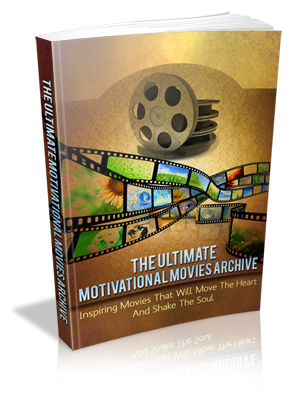 THE ULTIMATE MOTIVATIONAL MOVIES ARCHIVE
THE ULTIMATE
MOTIVATIONAL MOVIES ARCHIVE
Inspiring Movies That Will Move The Heart
And Shake The Soul